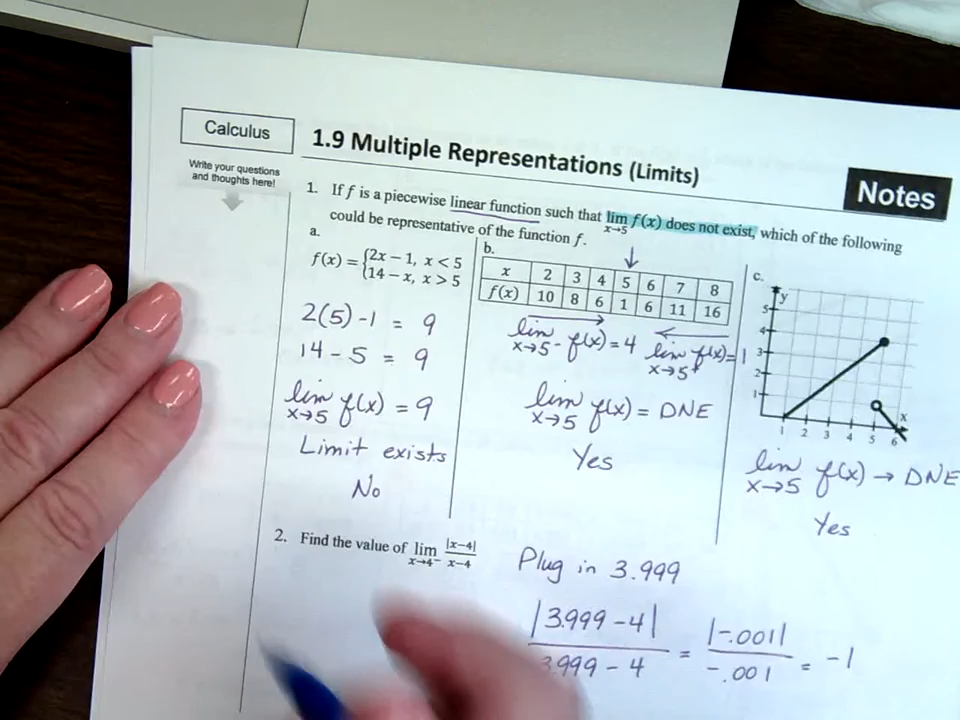 Calculus
1.9 Multiple Representations (Limits)
Notes
Write your questions
and thoughts here!
1. If f is a piecewise linear function such that lim x→5 f(x) does not exist, which of the following
could be representative of the function f.
a.
f(x) = {2x − 1, x < 5
{14 − x, x > 5
2(5) -1 = 9
14 - 5 = 9
lim x→5 f(x) = 9
Limit exists
No
b.
x 2 3 4 5 6 7 8
f(x) 10 8 6 1 6 11 16
lim x→5⁻ f(x) = 4
lim x→5⁺ f(x) = 1
lim x→5 f(x) = DNE
Yes
c.
y
5
4
3
2
1
x
1 2 3 4 5 6
lim x→5 f(x) → DNE
Yes
2. Find the value of lim x→4⁻ |x−4|/x−4
Plug in 3.999
|3.999 - 4| / 3.999 - 4 = |-.001| / -.001 = -1